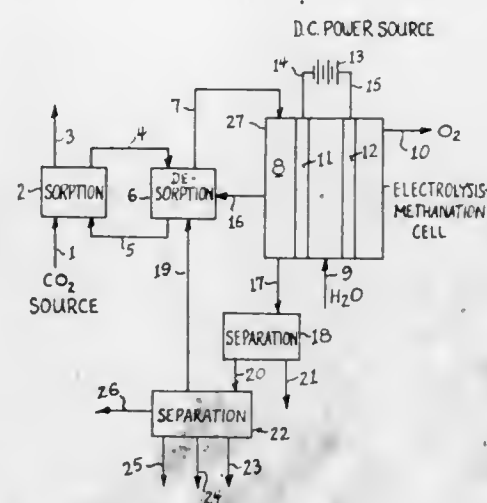 D.C. POWER SOURCE
14
13
15
7
27
3
4
O₂
10
2
SORPTION
6
DE-
SORPTION
8
11
12
16
ELECTROLYSIS-
METHANATION
CELL
5
1
19
17
9
CO₂
SOURCE
H₂O
SEPARATION
18
20
21
26
SEPARATION
22
25
24
23